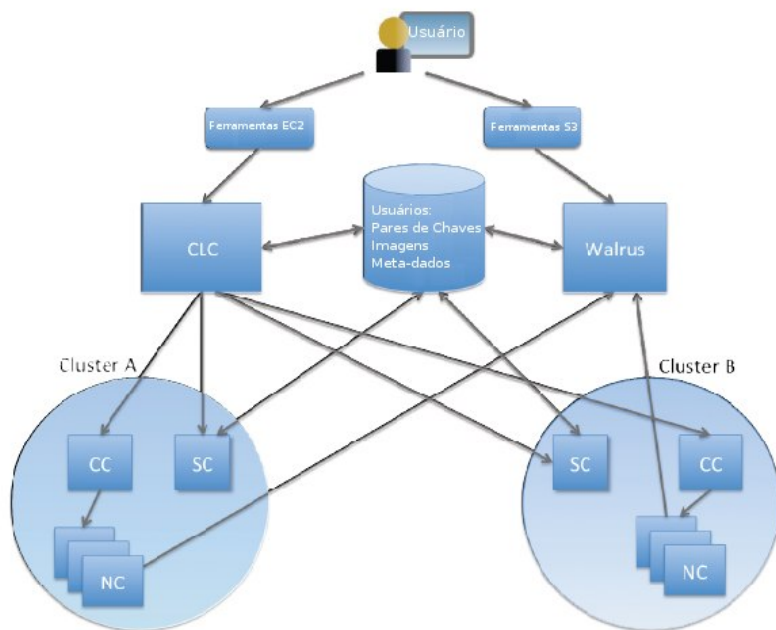 Usuário
Ferramentas EC2
Ferramentas S3
CLC
Usuários:
Pares de Chaves
Imagens
Meta-dados
Walrus
Cluster A
Cluster B
CC
SC
SC
CC
NC
NC